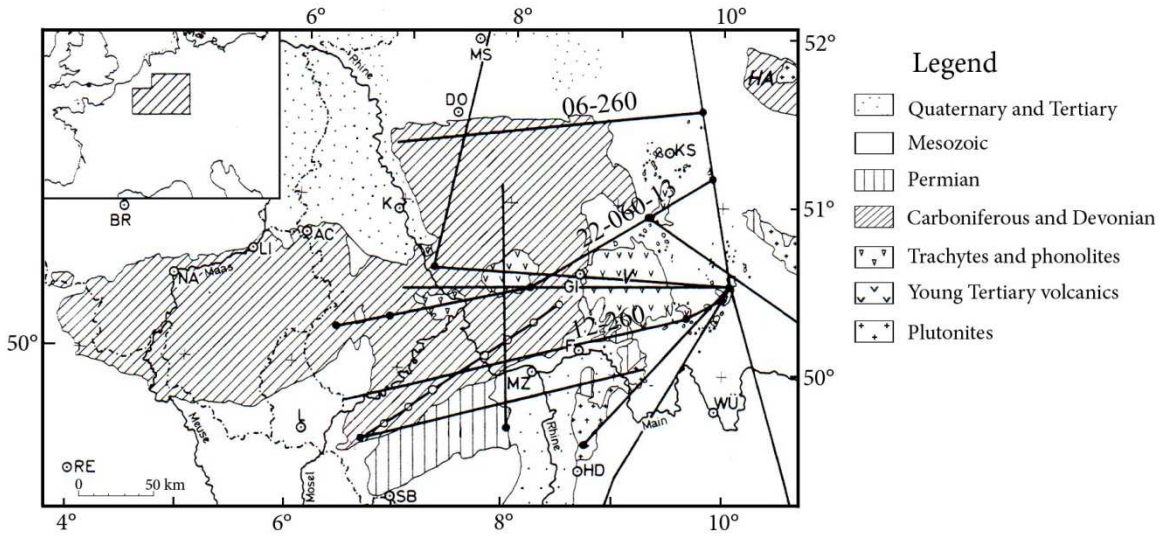 6° 8° 10°
52°
MS
Rhine
HA
DO
06-260
KS
BR
K
22-060-13
51°
AC
LI
NA
Maas
GI
V
50°
12-260
F
50°
MZ
WÜ
L
Meuse
Rhine
Main
RE
HD
Mosel
0 50 km
SB
4° 6° 8° 10°
Legend
Quaternary and Tertiary
Mesozoic
Permian
Carboniferous and Devonian
Trachytes and phonolites
Young Tertiary volcanics
Plutonites